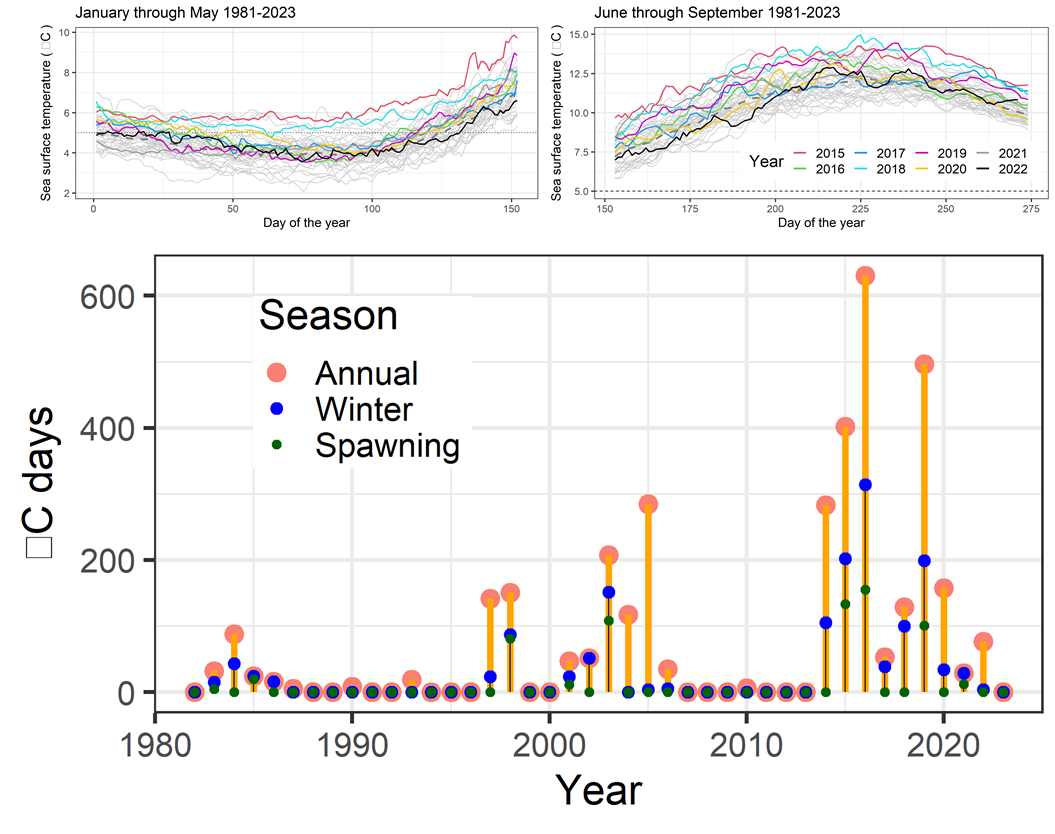 January through May 1981-2023
Sea surface temperature ( □C )
10
8
6
4
2
0
50
100
150
Day of the year
June through September 1981-2023
Sea surface temperature ( □C )
15.0
12.5
10.0
7.5
5.0
Year
2015
2017
2019
2021
2016
2018
2020
2022
150
175
200
225
250
275
Day of the year
□C days
600
400
200
0
Season
Annual
Winter
Spawning
1980
1990
2000
2010
2020
Year